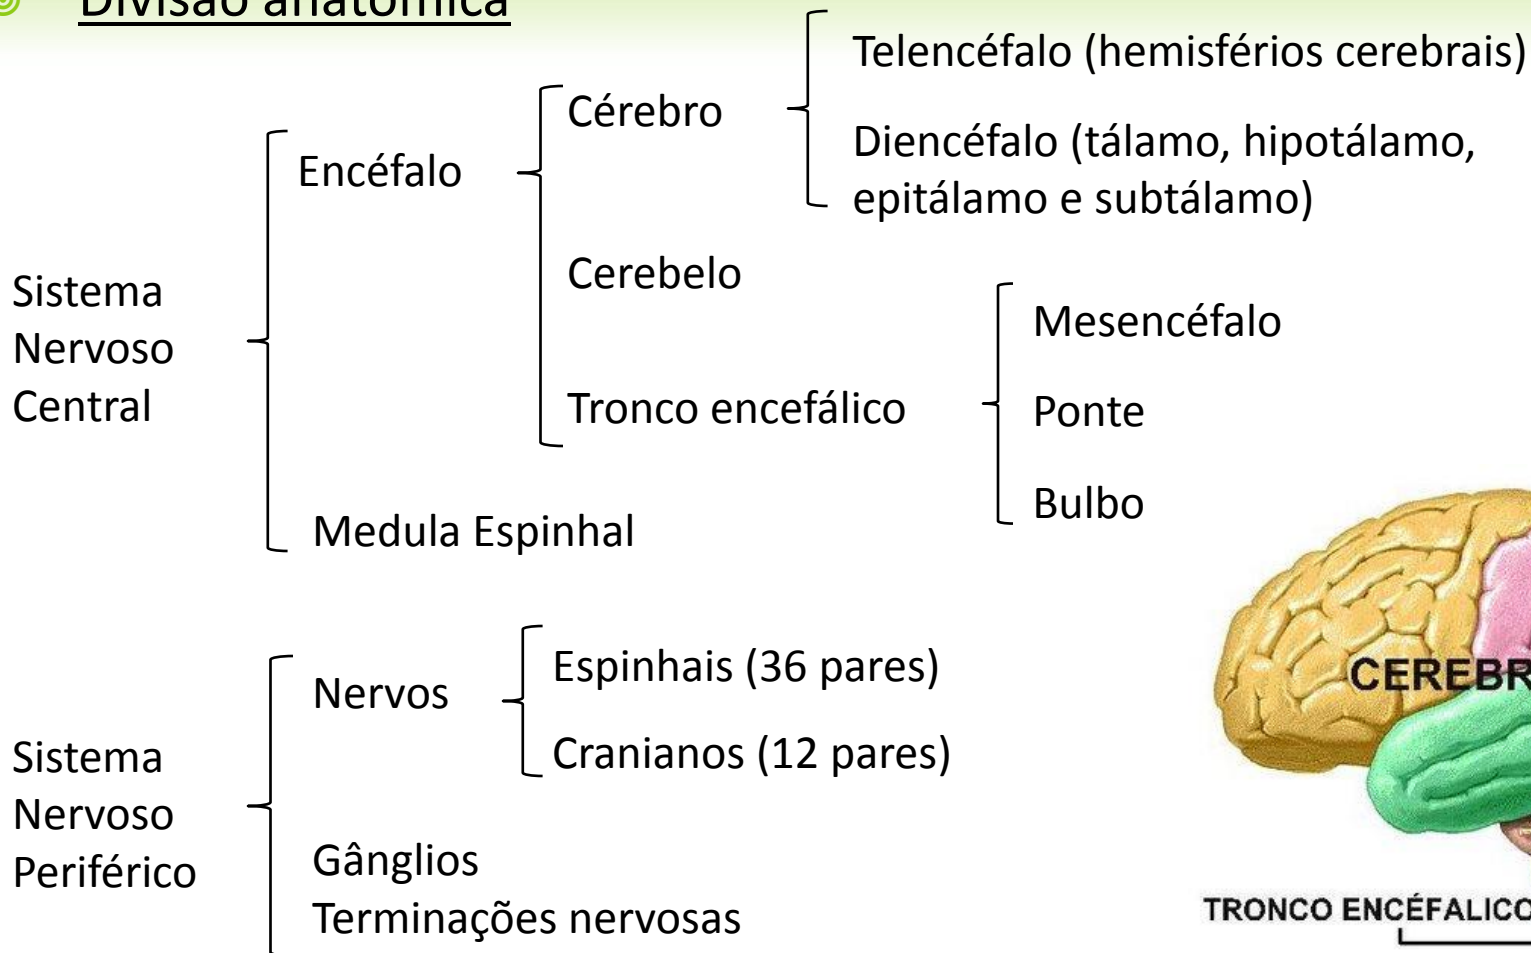 Divisão anatômica
Telencéfalo (hemisférios cerebrais)
Cérebro
Diencéfalo (tálamo, hipotálamo,
epitálamo e subtálamo)
Encéfalo
Cerebelo
Sistema
Nervoso
Central
Mesencéfalo
Tronco encefálico
Ponte
Bulbo
Medula Espinhal
Espinhais (36 pares)
Nervos
Cranianos (12 pares)
Sistema
Nervoso
Periférico
Gânglios
Terminações nervosas
CEREBR
TRONCO ENCÉFALICO